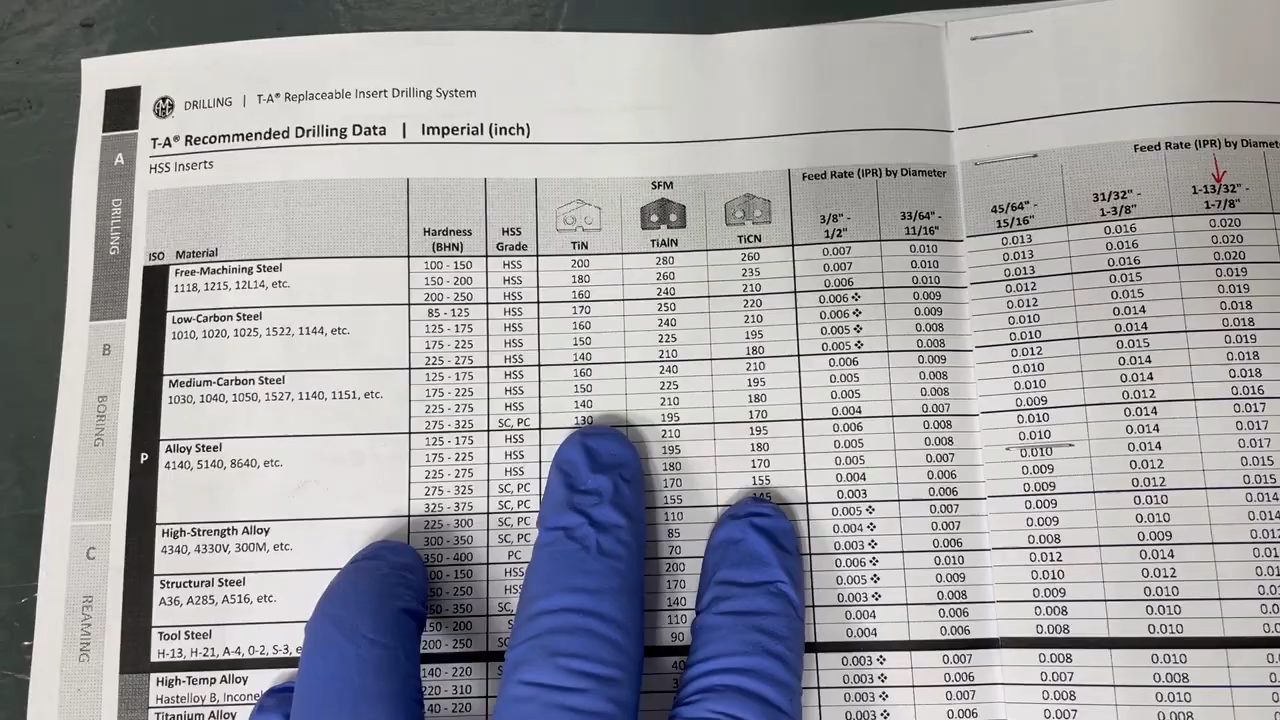 DRILLING | T-A® Replaceable Insert Drilling System
T-A® Recommended Drilling Data | Imperial (inch)
HSS Inserts
A
DRILLING
B
BORING
C
REAMING
SFM
Feed Rate (IPR) by Diameter
ISO Material Hardness (BHN) HSS Grade TiN TiAlN TiCN 3/8" - 1/2" 33/64" - 11/16" 45/64" - 15/16" 31/32" - 1-3/8" 1-13/32" - 1-7/8"
P
Free-Machining Steel
1118, 1215, 12L14, etc.
100 - 150 HSS 200 280 260 0.007 0.010 0.013 0.016 0.020
150 - 200 HSS 180 260 235 0.007 0.010 0.013 0.016 0.020
200 - 250 HSS 160 240 210 0.006 0.010 0.013 0.016 0.020
Low-Carbon Steel
1010, 1020, 1025, 1522, 1144, etc.
85 - 125 HSS 170 250 220 0.006 ❖ 0.009 0.012 0.015 0.019
125 - 175 HSS 160 240 210 0.006 ❖ 0.009 0.012 0.015 0.019
175 - 225 HSS 150 225 195 0.005 ❖ 0.008 0.010 0.014 0.018
225 - 275 HSS 140 210 180 0.005 ❖ 0.008 0.010 0.014 0.018
Medium-Carbon Steel
1030, 1040, 1050, 1527, 1140, 1151, etc.
125 - 175 HSS 160 240 210 0.006 0.009 0.012 0.015 0.019
175 - 225 HSS 150 225 195 0.005 0.008 0.010 0.014 0.018
225 - 275 HSS 140 210 180 0.005 0.008 0.010 0.014 0.018
275 - 325 SC, PC 130 195 170 0.004 0.007 0.009 0.012 0.016
Alloy Steel
4140, 5140, 8640, etc.
125 - 175 HSS 210 195 0.006 0.008 0.010 0.014 0.017
175 - 225 HSS 195 180 0.005 0.008 0.010 0.014 0.017
225 - 275 HSS 180 170 0.005 0.007 0.010 0.014 0.017
275 - 325 SC, PC 170 155 0.004 0.006 0.009 0.012 0.015
325 - 375 SC, PC 155 145 0.003 0.006 0.009 0.012 0.015
High-Strength Alloy
4340, 4330V, 300M, etc.
225 - 300 SC, PC 110 0.005 ❖ 0.007 0.009 0.010 0.014
300 - 350 SC, PC 85 0.004 ❖ 0.007 0.009 0.010
350 - 400 PC 70 0.003 ❖ 0.006 0.008 0.009
Structural Steel
A36, A285, A516, etc.
HSS 200 0.006 ❖ 0.010 0.012 0.014
170 0.005 ❖ 0.009 0.010 0.012
140 0.003 ❖ 0.008 0.009 0.010
Tool Steel
H-13, H-21, A-4, 0-2, S-3,
110 0.004 0.006 0.008 0.010
200 - 250 90 0.004 0.006 0.008 0.010
High-Temp Alloy
Hastelloy B,
140 - 220 40 0.003 ❖ 0.007 0.008 0.010
220 - 310 0.003 ❖ 0.006 0.007 0.008
Titanium Alloy
140 - 220 0.003 ❖ 0.007 0.008 0.010
0.003 ❖ 0.006 0.007 0.008